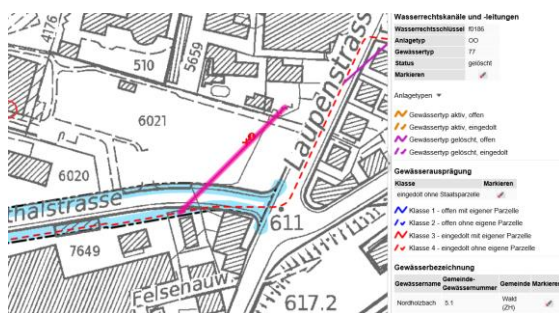 4176
510
5659
6021
6020
Laupenstrass
halstrasse
611
7649
Felsenauw.
617.2
Wasserrechtskanäle und -leitungen
Wasserrechtsschlüssel f0186
Anlagetyp OO
Gewässertyp 77
Status gelöscht
Markieren
Anlagetypen
Gewässertyp aktiv, offen
Gewässertyp aktiv, eingedolt
Gewässertyp gelöscht, offen
Gewässertyp gelöscht, eingedolt
Gewässerausprägung
Klasse Markieren
eingedolt ohne Staatsparzelle
Klasse 1 - offen mit eigener Parzelle
Klasse 2 - offen ohne eigene Parzelle
Klasse 3 - eingedolt mit eigener Parzelle
Klasse 4 - eingedolt ohne eigene Parzelle
Gewässerbezeichnung
Gewässername Gemeinde-Gewässernummer Gemeinde Markieren
Nordholzbach 5.1 Wald (ZH)